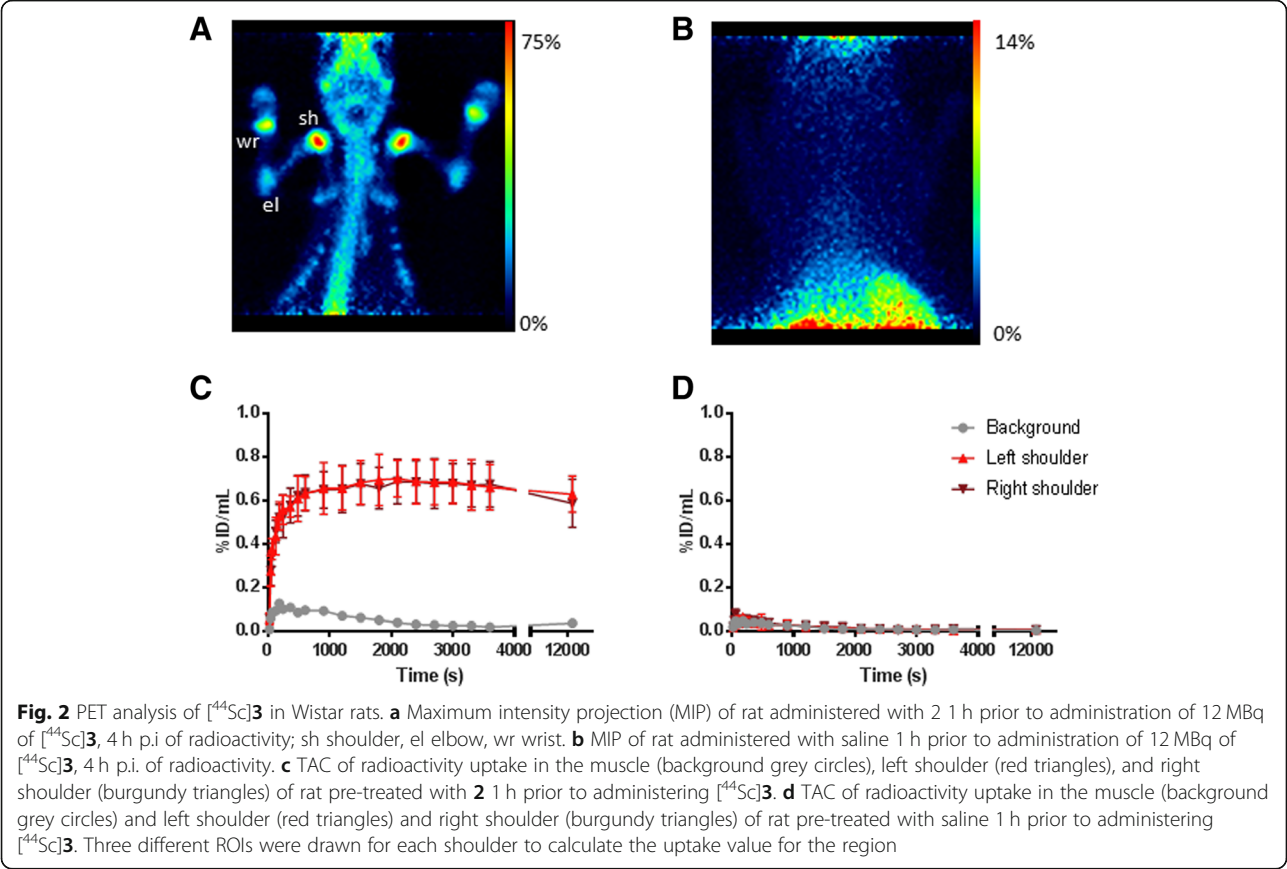 A
75%
sh
wr
el
0%
B
14%
0%
C
1.0
0.8
0.6
0.4
0.2
0.0
% ID/mL
0 1000 2000 3000 4000 12000
Time (s)
D
1.0
0.8
0.6
0.4
0.2
0.0
% ID/mL
0 1000 2000 3000 4000 12000
Time (s)
Background
Left shoulder
Right shoulder
Fig. 2 PET analysis of [⁴⁴Sc]3 in Wistar rats. a Maximum intensity projection (MIP) of rat administered with 2 1 h prior to administration of 12 MBq
of [⁴⁴Sc]3, 4 h p.i of radioactivity; sh shoulder, el elbow, wr wrist. b MIP of rat administered with saline 1 h prior to administration of 12 MBq of
[⁴⁴Sc]3, 4 h p.i. of radioactivity. c TAC of radioactivity uptake in the muscle (background grey circles), left shoulder (red triangles), and right
shoulder (burgundy triangles) of rat pre-treated with 2 1 h prior to administering [⁴⁴Sc]3. d TAC of radioactivity uptake in the muscle (background
grey circles) and left shoulder (red triangles) and right shoulder (burgundy triangles) of rat pre-treated with saline 1 h prior to administering
[⁴⁴Sc]3. Three different ROIs were drawn for each shoulder to calculate the uptake value for the region